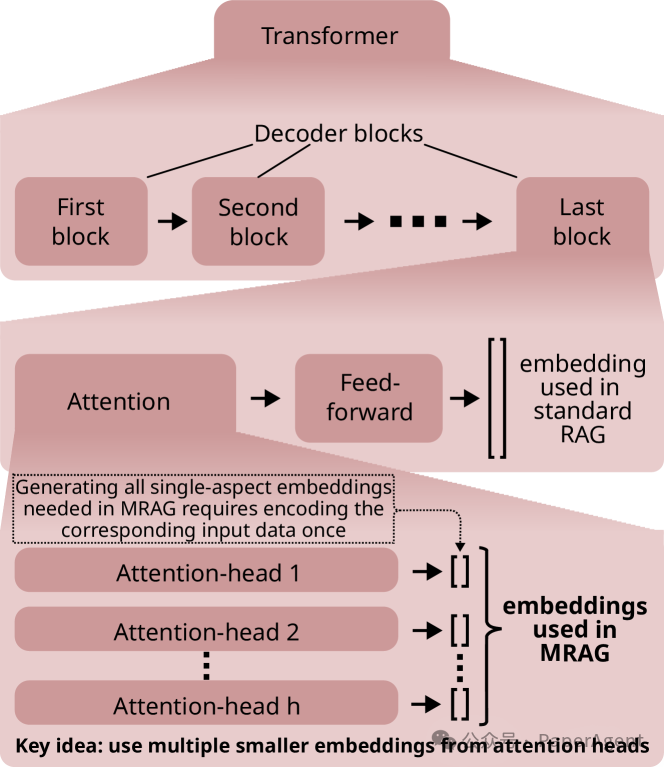 Transformer
Decoder blocks
First
block
Second
block
Last
block
Attention
Feed-
forward
embedding
used in
standard
RAG
Generating all single-aspect embeddings
needed in MRAG requires encoding the
corresponding input data once
Attention-head 1
Attention-head 2
Attention-head h
embeddings
used in
MRAG
公众号 · PaperAgent
Key idea: use multiple smaller embeddings from attention heads